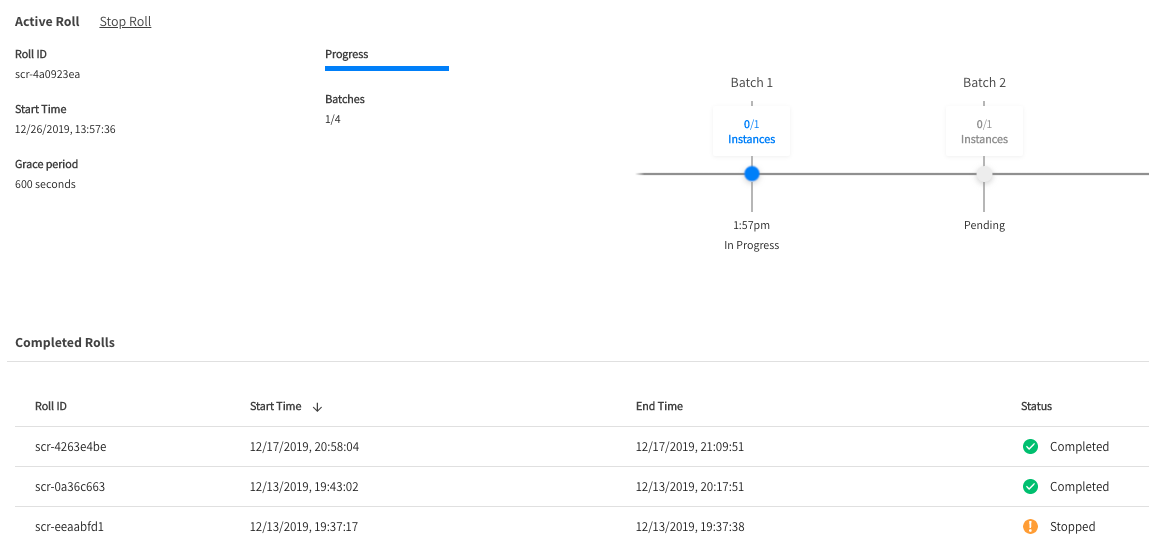 Active Roll Stop Roll
Roll ID
scr-4a0923ea
Start Time
12/26/2019, 13:57:36
Grace period
600 seconds
Progress
Batches
1/4
Batch 1
0/1
Instances
1:57pm
In Progress
Batch 2
0/1
Instances
Pending
Completed Rolls
Roll ID Start Time End Time Status
scr-4263e4be 12/17/2019, 20:58:04 12/17/2019, 21:09:51 Completed
scr-0a36c663 12/13/2019, 19:43:02 12/13/2019, 20:17:51 Completed
scr-eeaabfd1 12/13/2019, 19:37:17 12/13/2019, 19:37:38 Stopped